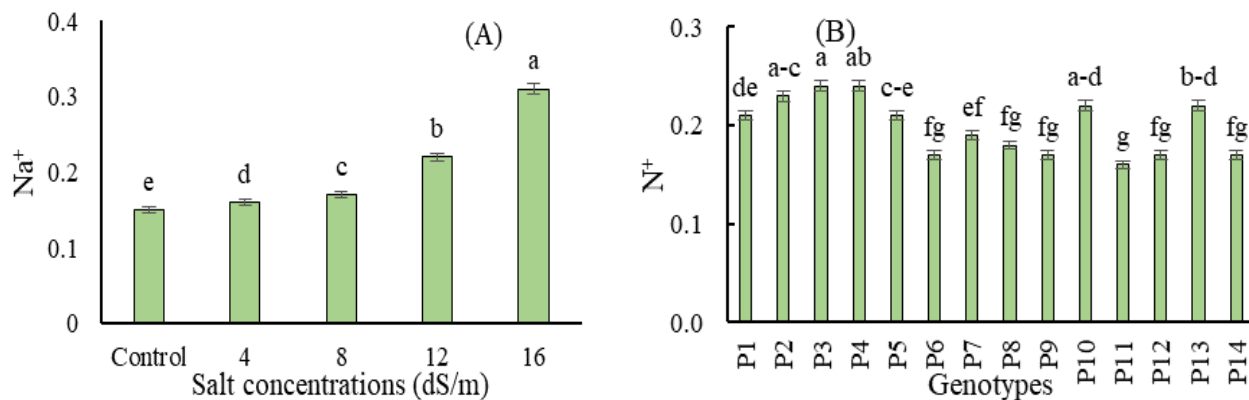 (A)
Na⁺
0.4
0.3
0.2
0.1
0
e
d
c
b
a
Control 4 8 12 16
Salt concentrations (dS/m)
(B)
N⁺
0.3
0.2
0.1
0.0
de a-c a ab c-e fg ef fg fg a-d g fg b-d fg
P1 P2 P3 P4 P5 P6 P7 P8 P9 P10 P11 P12 P13 P14
Genotypes